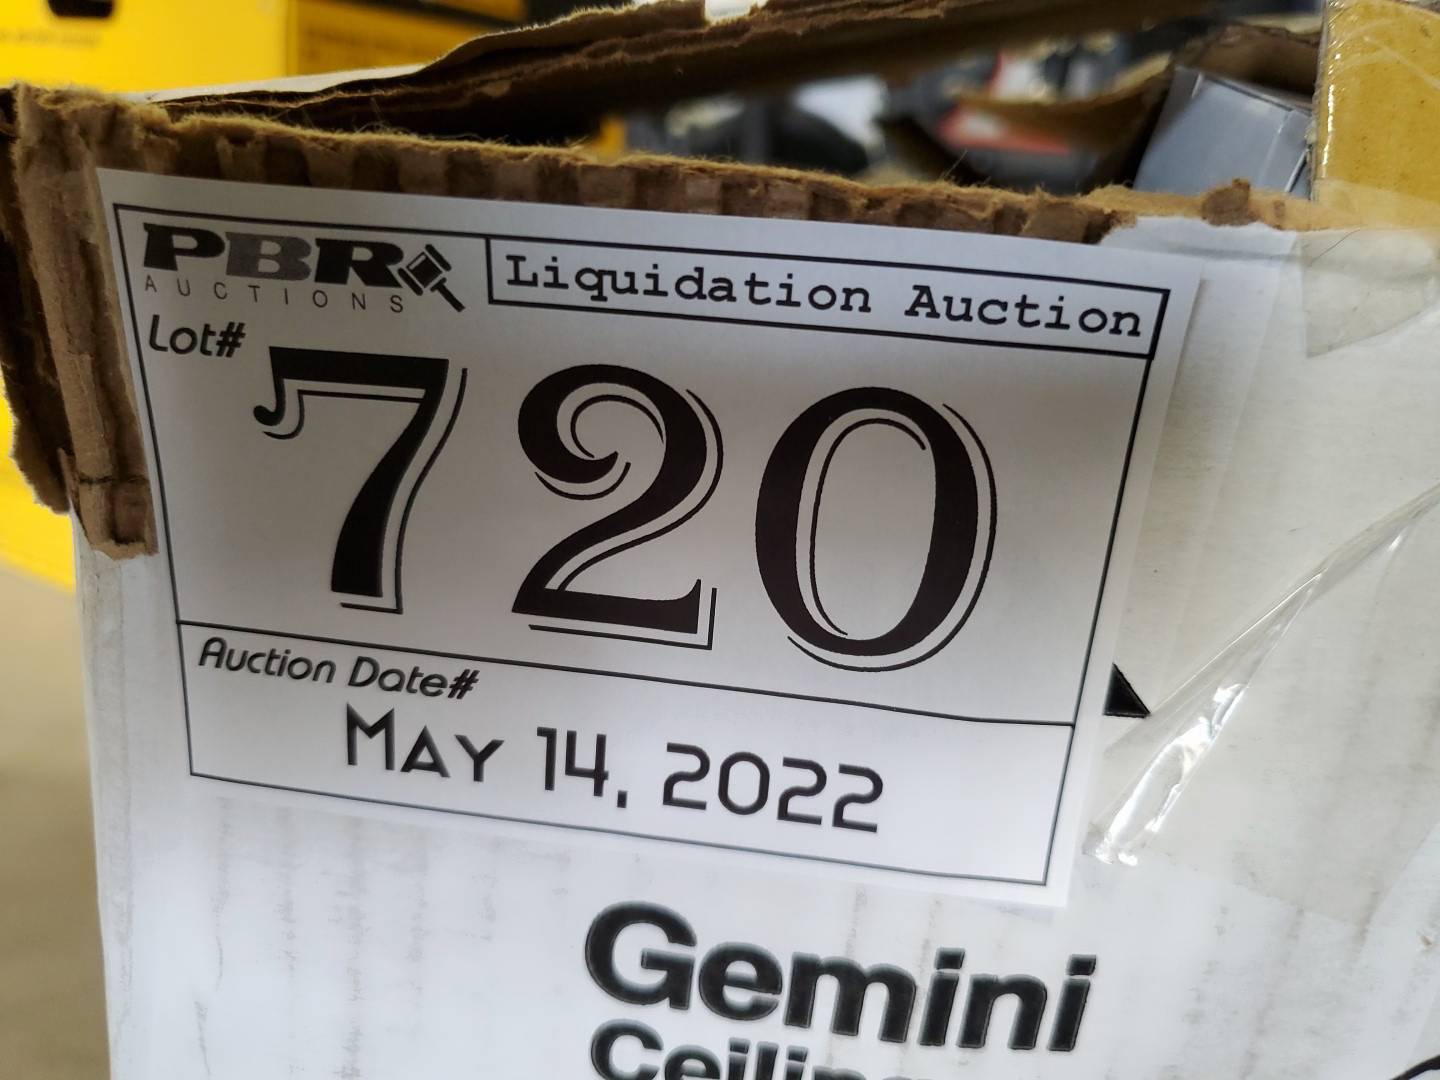 PBR
AUCTIONS
Liquidation Auction
Lot#
720
Auction Date#
May 14, 2022
Gemini